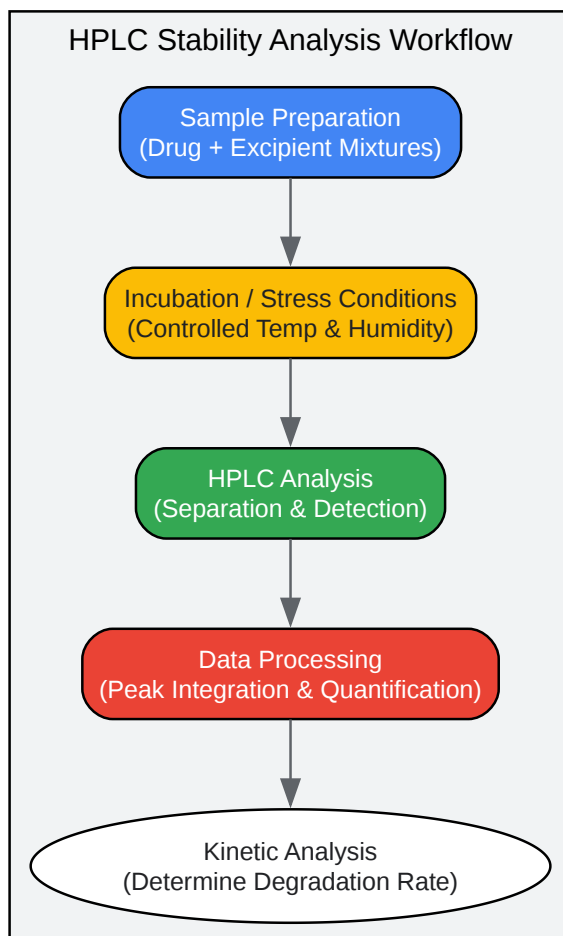 HPLC Stability Analysis Workflow
Sample Preparation
(Drug + Excipient Mixtures)
Incubation / Stress Conditions
(Controlled Temp & Humidity)
HPLC Analysis
(Separation & Detection)
Data Processing
(Peak Integration & Quantification)
Kinetic Analysis
(Determine Degradation Rate)